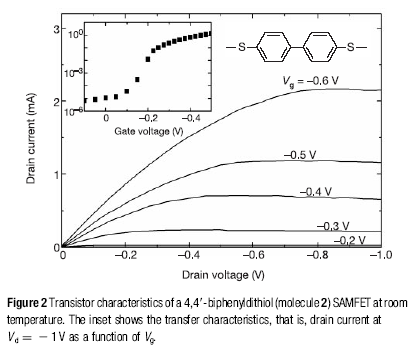 3
2
1
0
Drain current (mA)
10⁰
10⁻³
10⁻⁶
0
−0.2
−0.4
Gate voltage (V)
S
S
Vg = −0.6 V
−0.5 V
−0.4 V
−0.3 V
−0.2 V
0
−0.2
−0.4
−0.6
−0.8
−1.0
Drain voltage (V)
Figure 2 Transistor characteristics of a 4,4′-biphenyldithiol (molecule 2) SAMFET at room
temperature. The inset shows the transfer characteristics, that is, drain current at
Vd = − 1 V as a function of Vg.